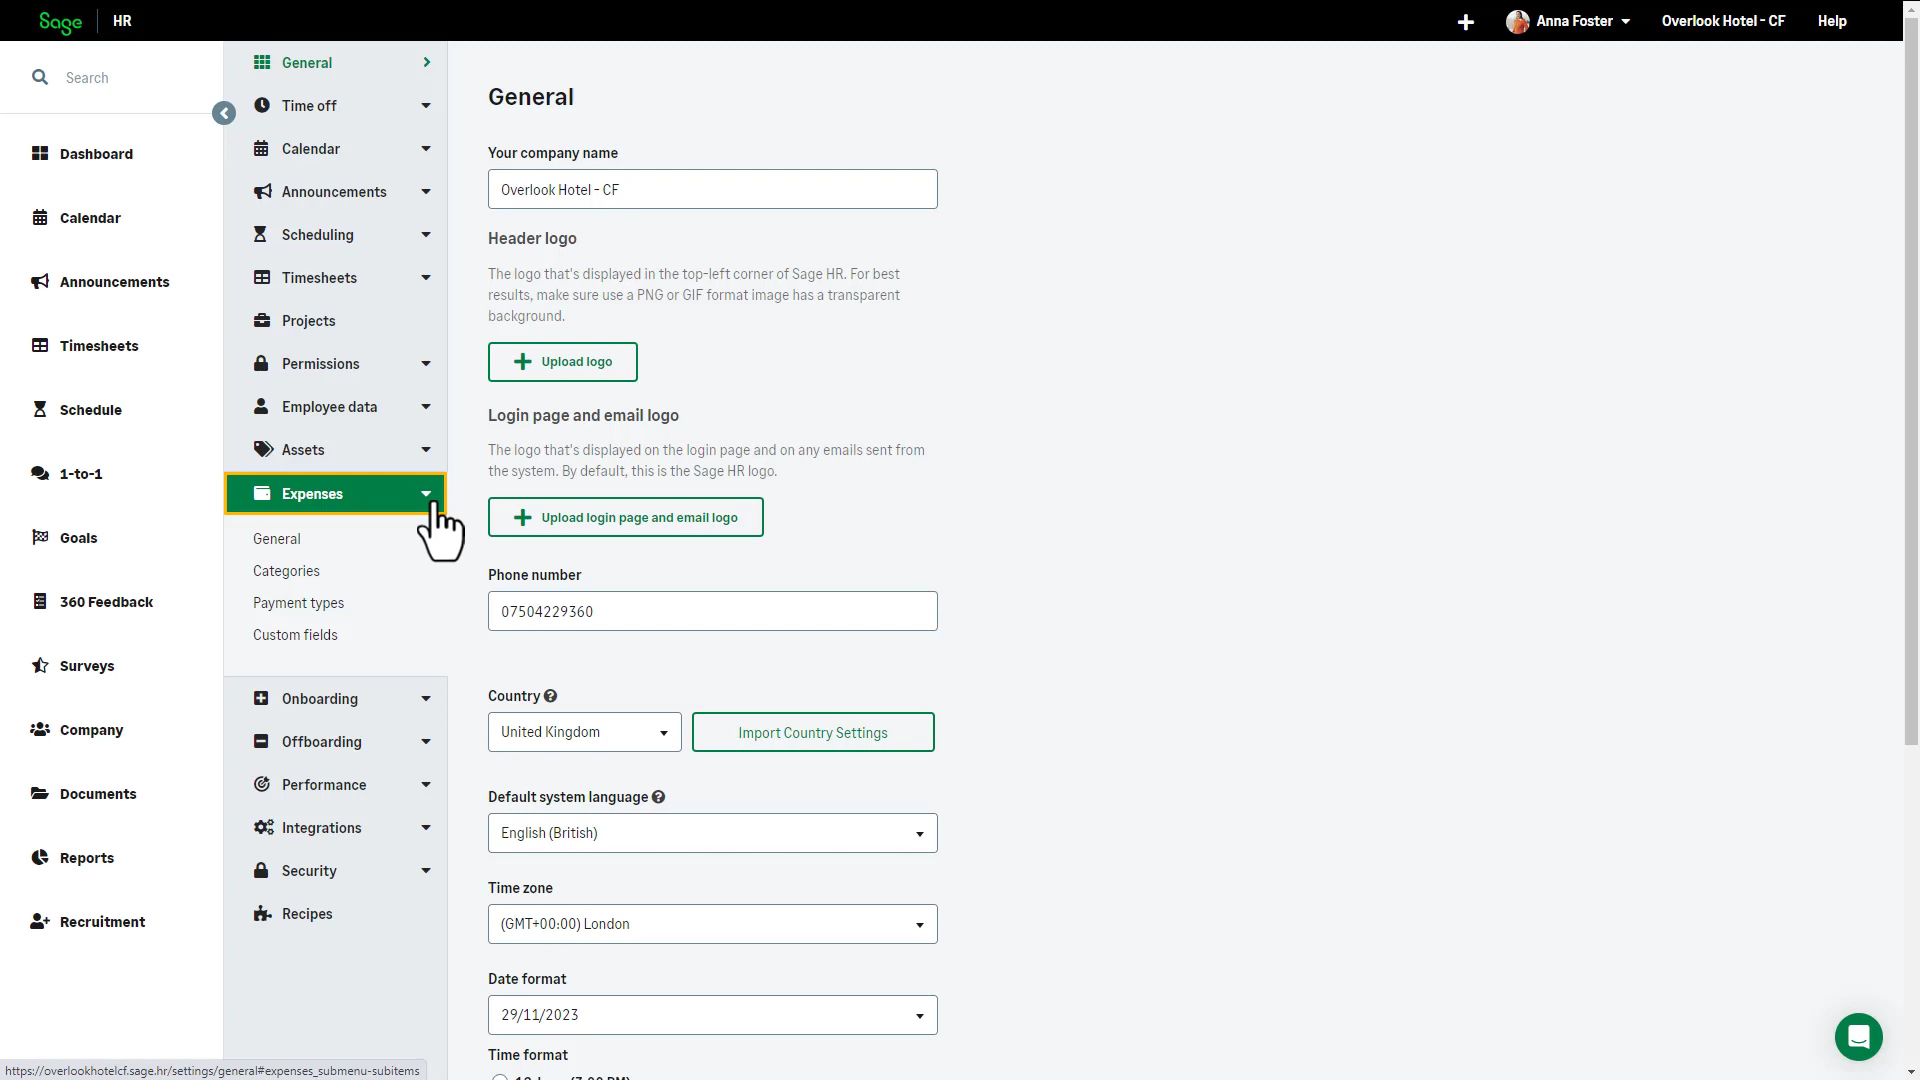 Sage HR
Anna Foster
Overlook Hotel - CF
Help
Search
Dashboard
Calendar
Announcements
Timesheets
Schedule
1-to-1
Goals
360 Feedback
Surveys
Company
Documents
Reports
Recruitment
General
Time off
Calendar
Announcements
Scheduling
Timesheets
Projects
Permissions
Employee data
Assets
Expenses
General
Categories
Payment types
Custom fields
Onboarding
Offboarding
Performance
Integrations
Security
Recipes
General
Your company name
Overlook Hotel - CF
Header logo
The logo that's displayed in the top-left corner of Sage HR. For best
results, make sure use a PNG or GIF format image has a transparent
background.
Upload logo
Login page and email logo
The logo that's displayed on the login page and on any emails sent from
the system. By default, this is the Sage HR logo.
Upload login page and email logo
Phone number
07504229360
Country
United Kingdom
Import Country Settings
Default system language
English (British)
Time zone
(GMT+00:00) London
Date format
29/11/2023
Time format
https://overlookhotelcf.sage.hr/settings/general#expenses_submenu-subitems